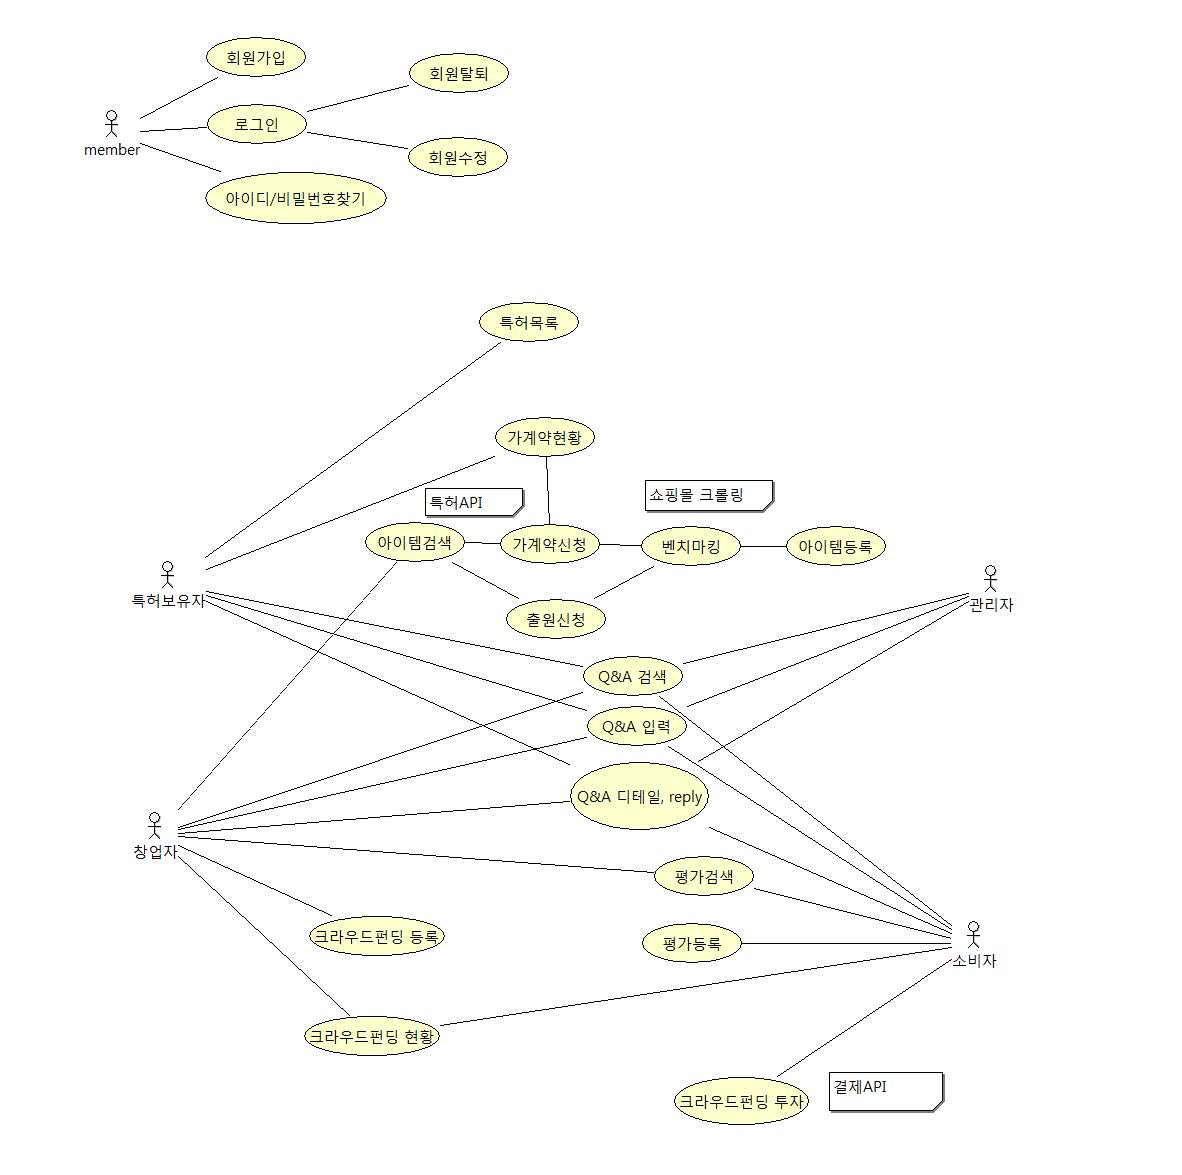 회원가입
회원탈퇴
로그인
member
회원수정
아이디/비밀번호찾기
특허목록
가계약현황
쇼핑몰 크롤링
특허API
아이템검색
가계약신청
벤치마킹
아이템등록
특허보유자
관리자
출원신청
Q&A 검색
Q&A 입력
Q&A 디테일, reply
창업자
평가검색
크라우드펀딩 등록
평가등록
소비자
크라우드펀딩 현황
결제API
크라우드펀딩 투자